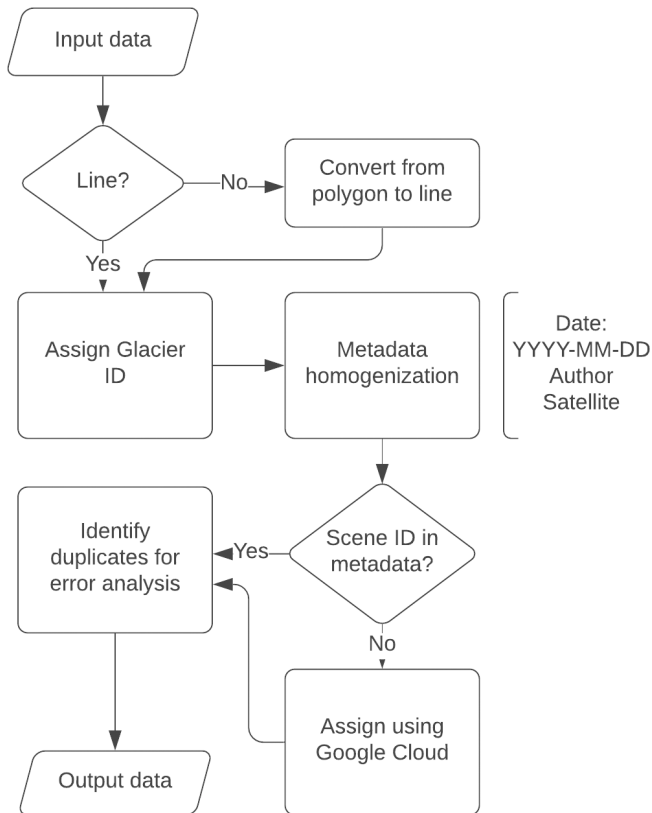 Input data
Line?
No
Convert from
polygon to line
Yes
Assign Glacier
ID
Metadata
homogenization
Date:
YYYY-MM-DD
Author
Satellite
Identify
duplicates for
error analysis
Yes
Scene ID in
metadata?
No
Assign using
Google Cloud
Output data